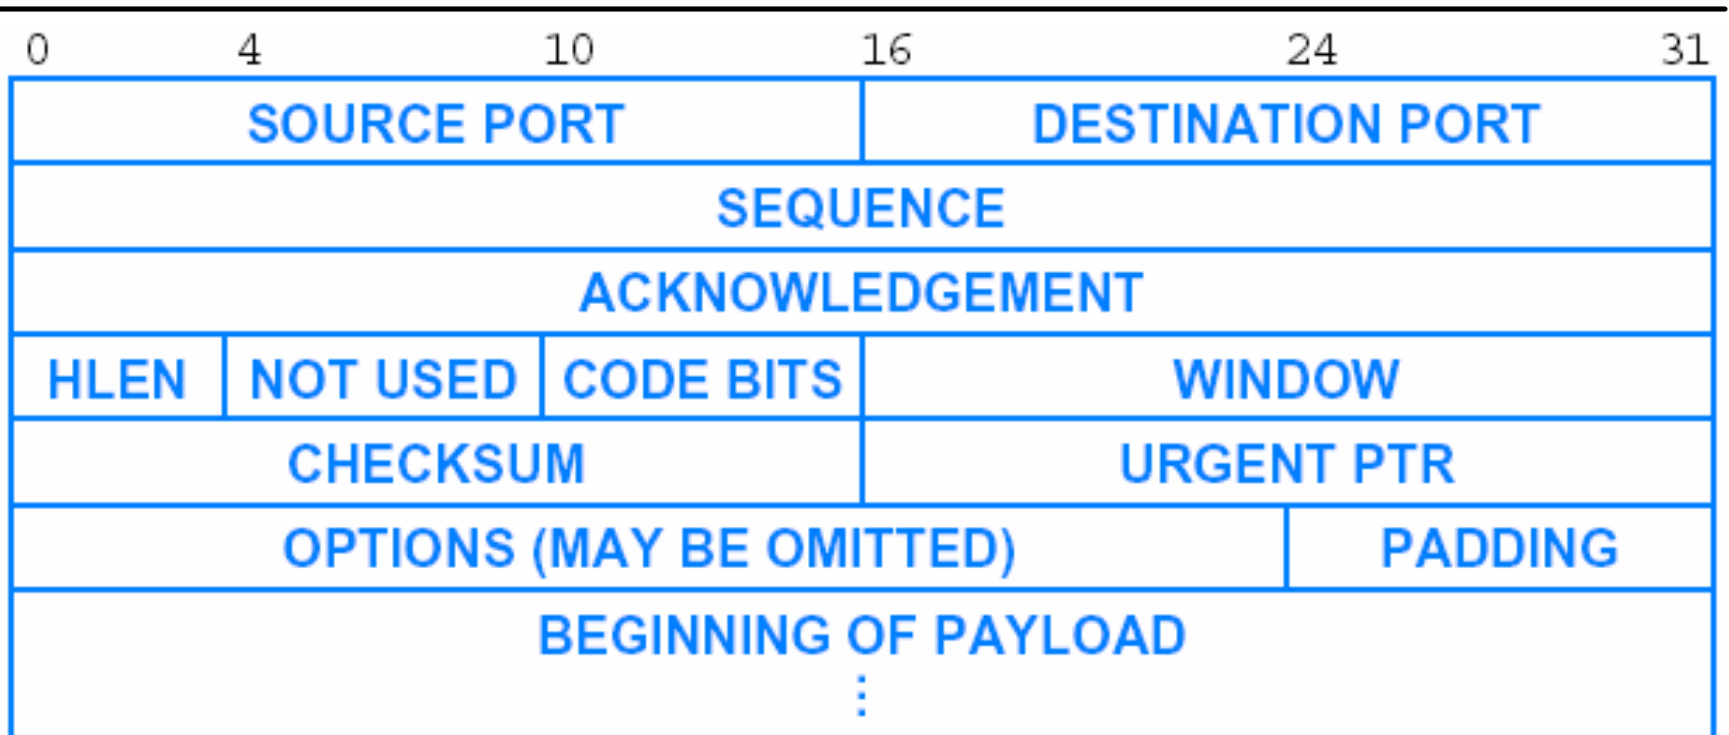 0 4 10 16 24 31
SOURCE PORT DESTINATION PORT
SEQUENCE
ACKNOWLEDGEMENT
HLEN NOT USED CODE BITS WINDOW
CHECKSUM URGENT PTR
OPTIONS (MAY BE OMITTED) PADDING
BEGINNING OF PAYLOAD
⋮